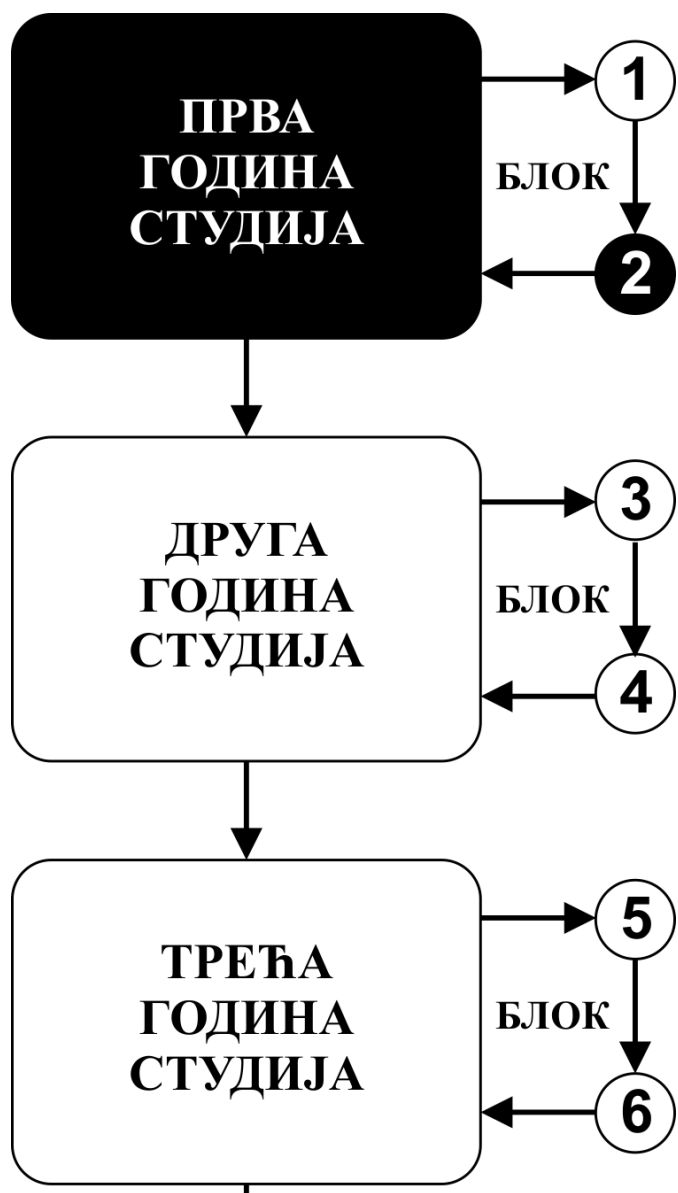 ПРВА
ГОДИНА
СТУДИЈА
1
БЛОК
2
ДРУГА
ГОДИНА
СТУДИЈА
3
БЛОК
4
ТРЕЋА
ГОДИНА
СТУДИЈА
5
БЛОК
6